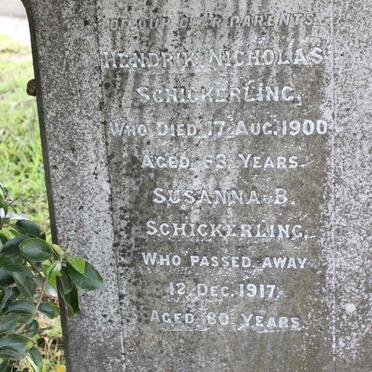 OF OUR DEAR PARENTS
HENDRIK NICHOLAS
SCHICKERLING,
WHO DIED 17 AUG. 1900
AGED 63 YEARS.
SUSANNA B.
SCHICKERLING,
WHO PASSED AWAY
12 DEC. 1917,
AGED 80 YEARS.